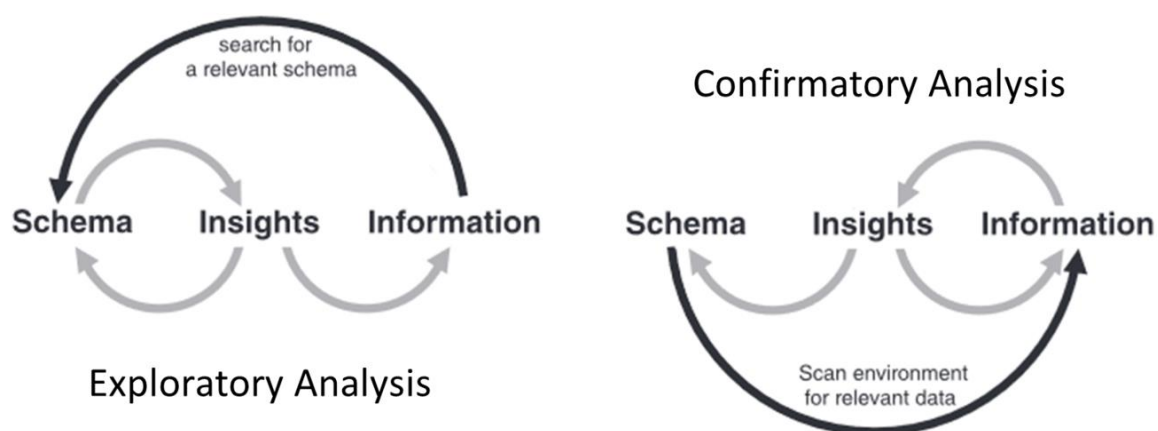 search for
a relevant schema
Schema
Insights
Information
Exploratory Analysis
Confirmatory Analysis
Schema
Insights
Information
Scan environment
for relevant data